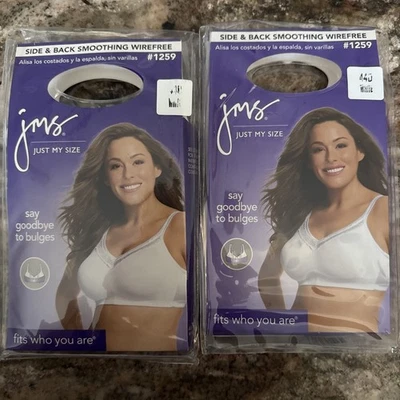 SIDE & BACK SMOOTHING WIREFREE
Alisa los costados y la espalda, sin varillas #1259
jms®
JUST MY SIZE
say
goodbye
to bulges
fits who you are®
SIDE & BACK SMOOTHING WIREFREE
Alisa los costados y la espalda, sin varillas #1259
44D
White
jms®
JUST MY SIZE
say
goodbye
to bulges
fits who you are®